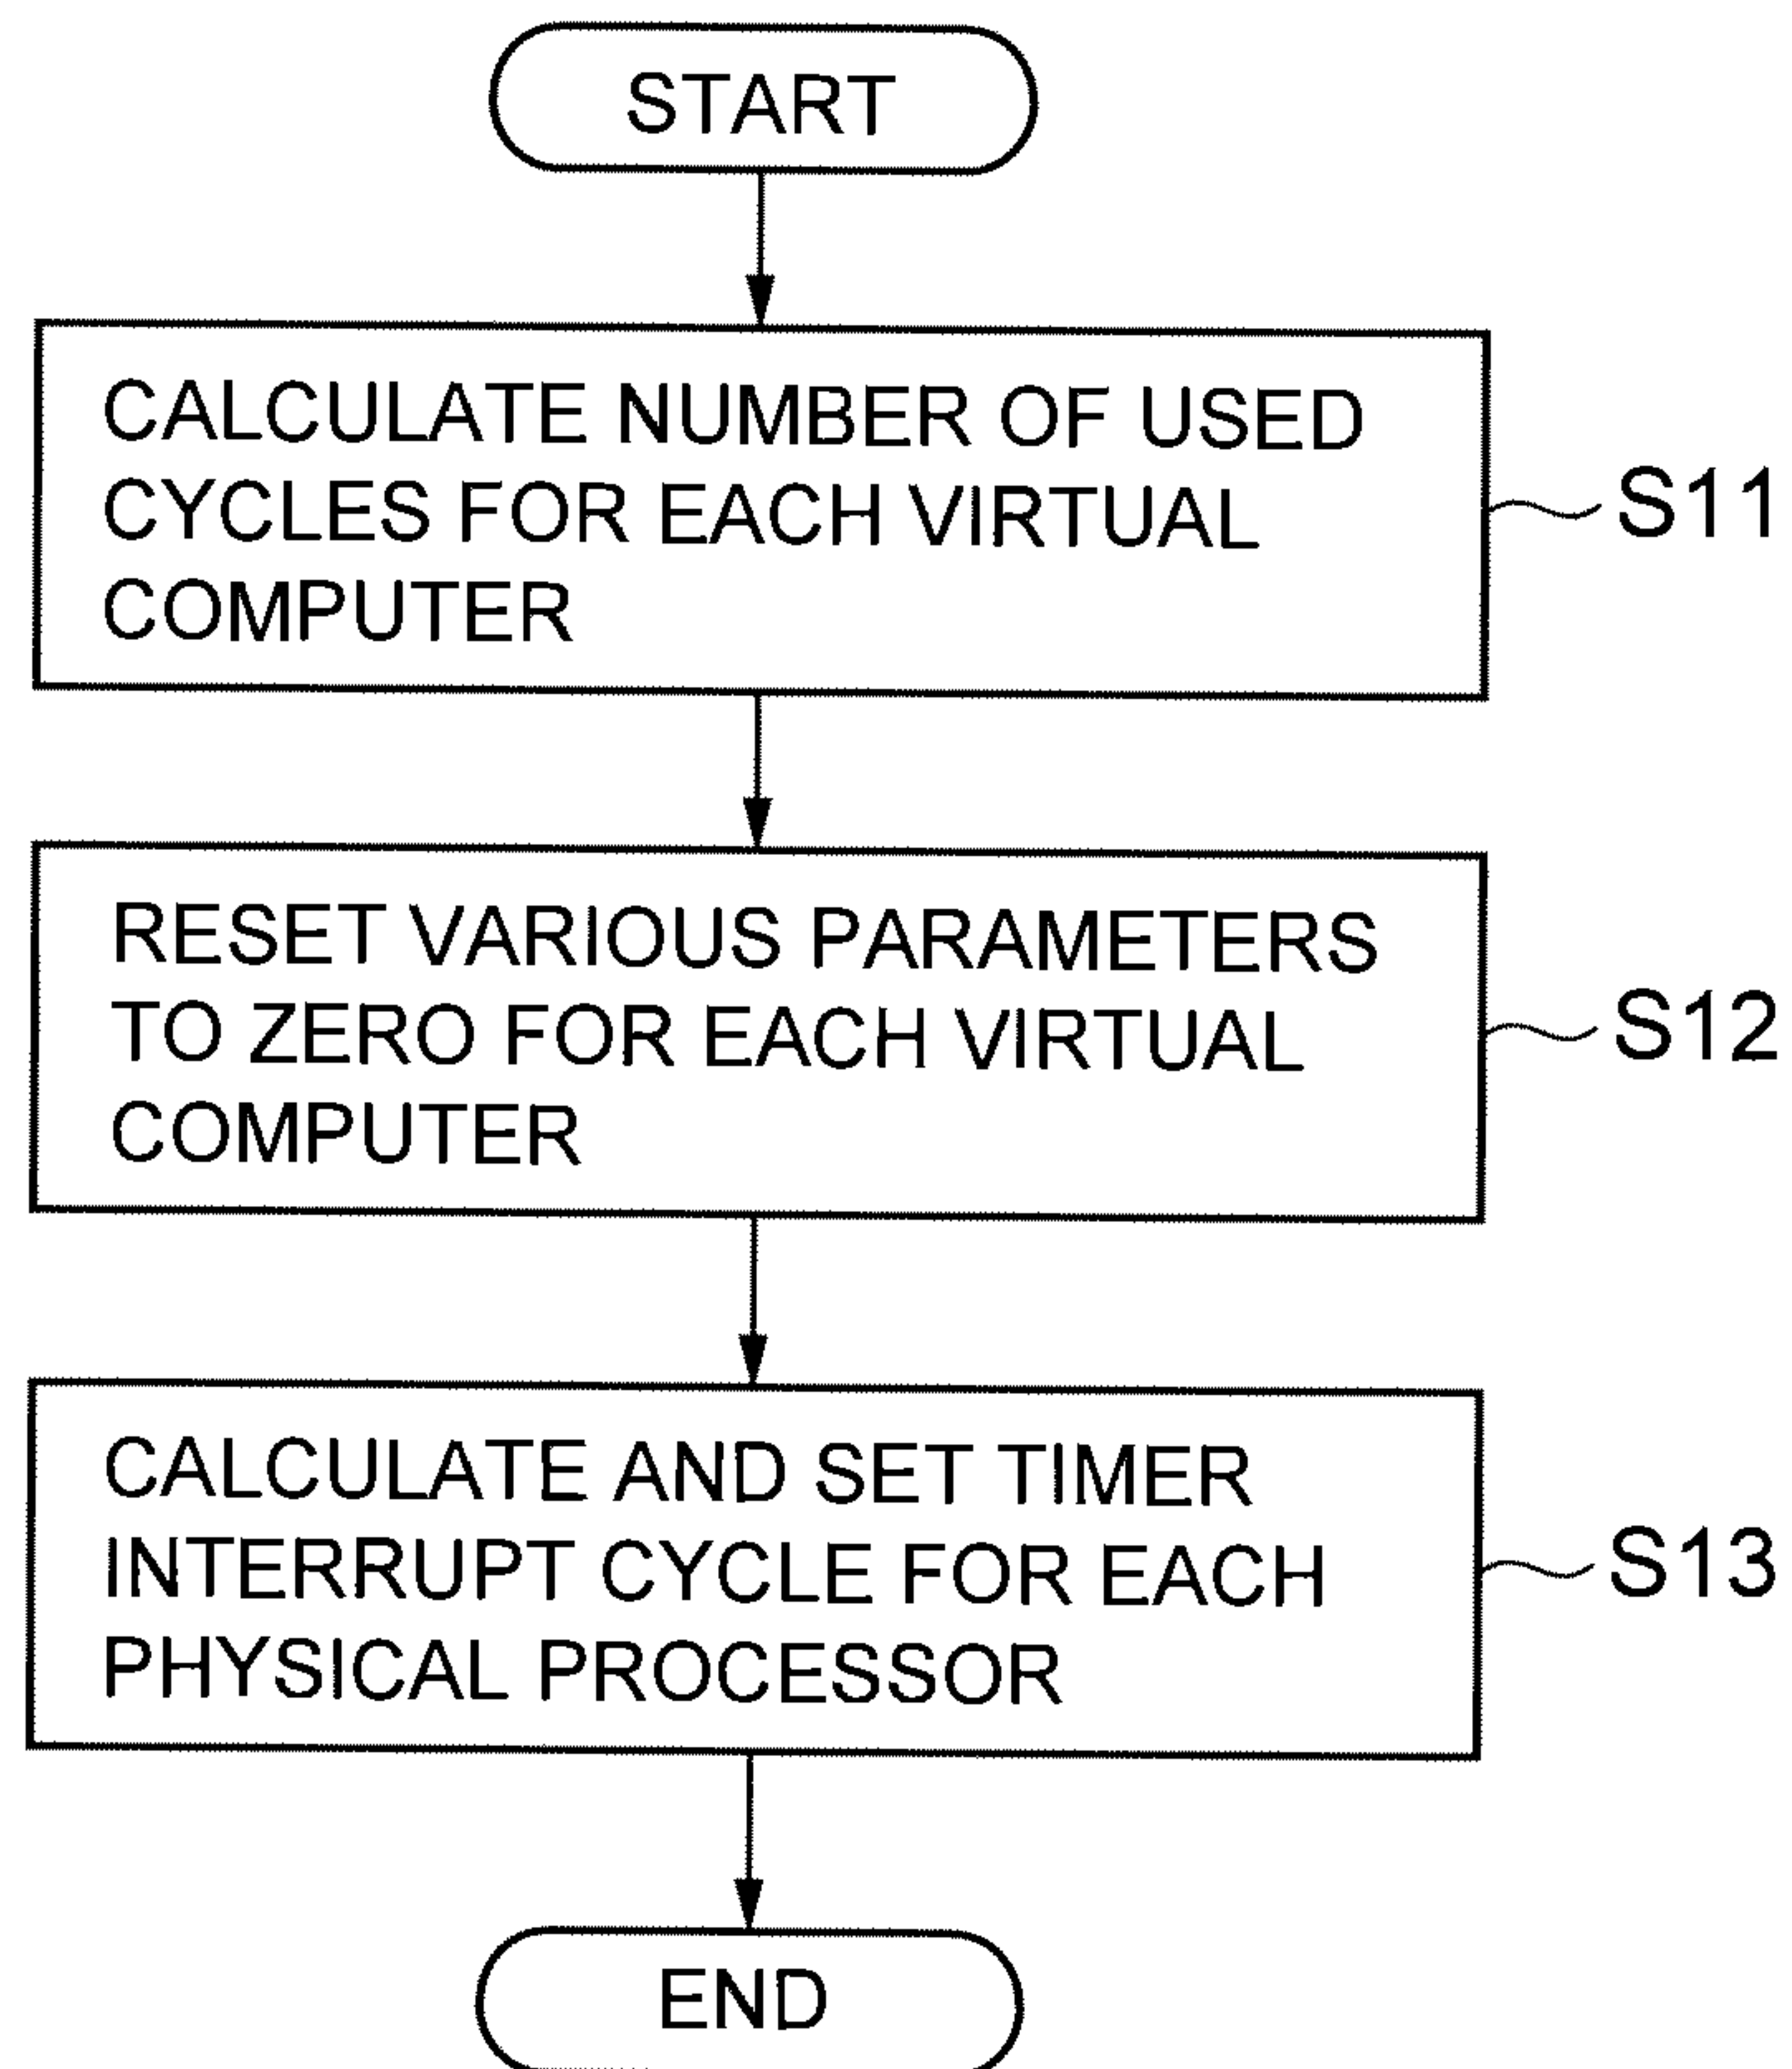 START
CALCULATE NUMBER OF USED
CYCLES FOR EACH VIRTUAL
COMPUTER
S11
RESET VARIOUS PARAMETERS
TO ZERO FOR EACH VIRTUAL
COMPUTER
S12
CALCULATE AND SET TIMER
INTERRUPT CYCLE FOR EACH
PHYSICAL PROCESSOR
S13
END